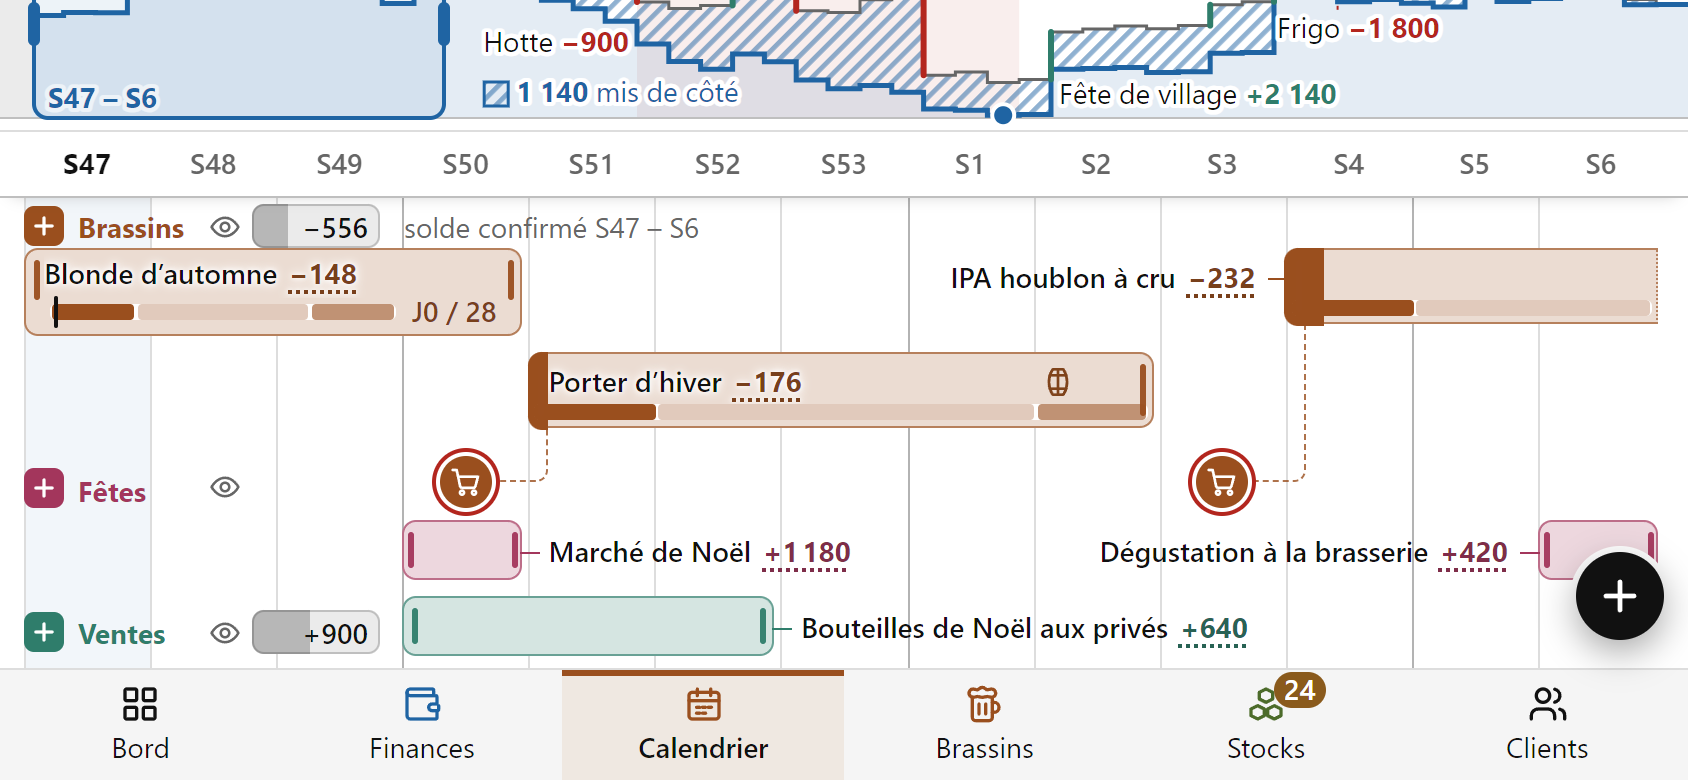 Hotte −900
Frigo −1 800
S47 – S6
1 140 mis de côté
Fête de village +2 140
S47 S48 S49 S50 S51 S52 S53 S1 S2 S3 S4 S5 S6
Brassins −556 solde confirmé S47 – S6
Blonde d’automne −148
J0 / 28
IPA houblon à cru −232
Porter d’hiver −176
Fêtes
Marché de Noël +1 180
Dégustation à la brasserie +420
Ventes +900
Bouteilles de Noël aux privés +640
24
Bord Finances Calendrier Brassins Stocks Clients